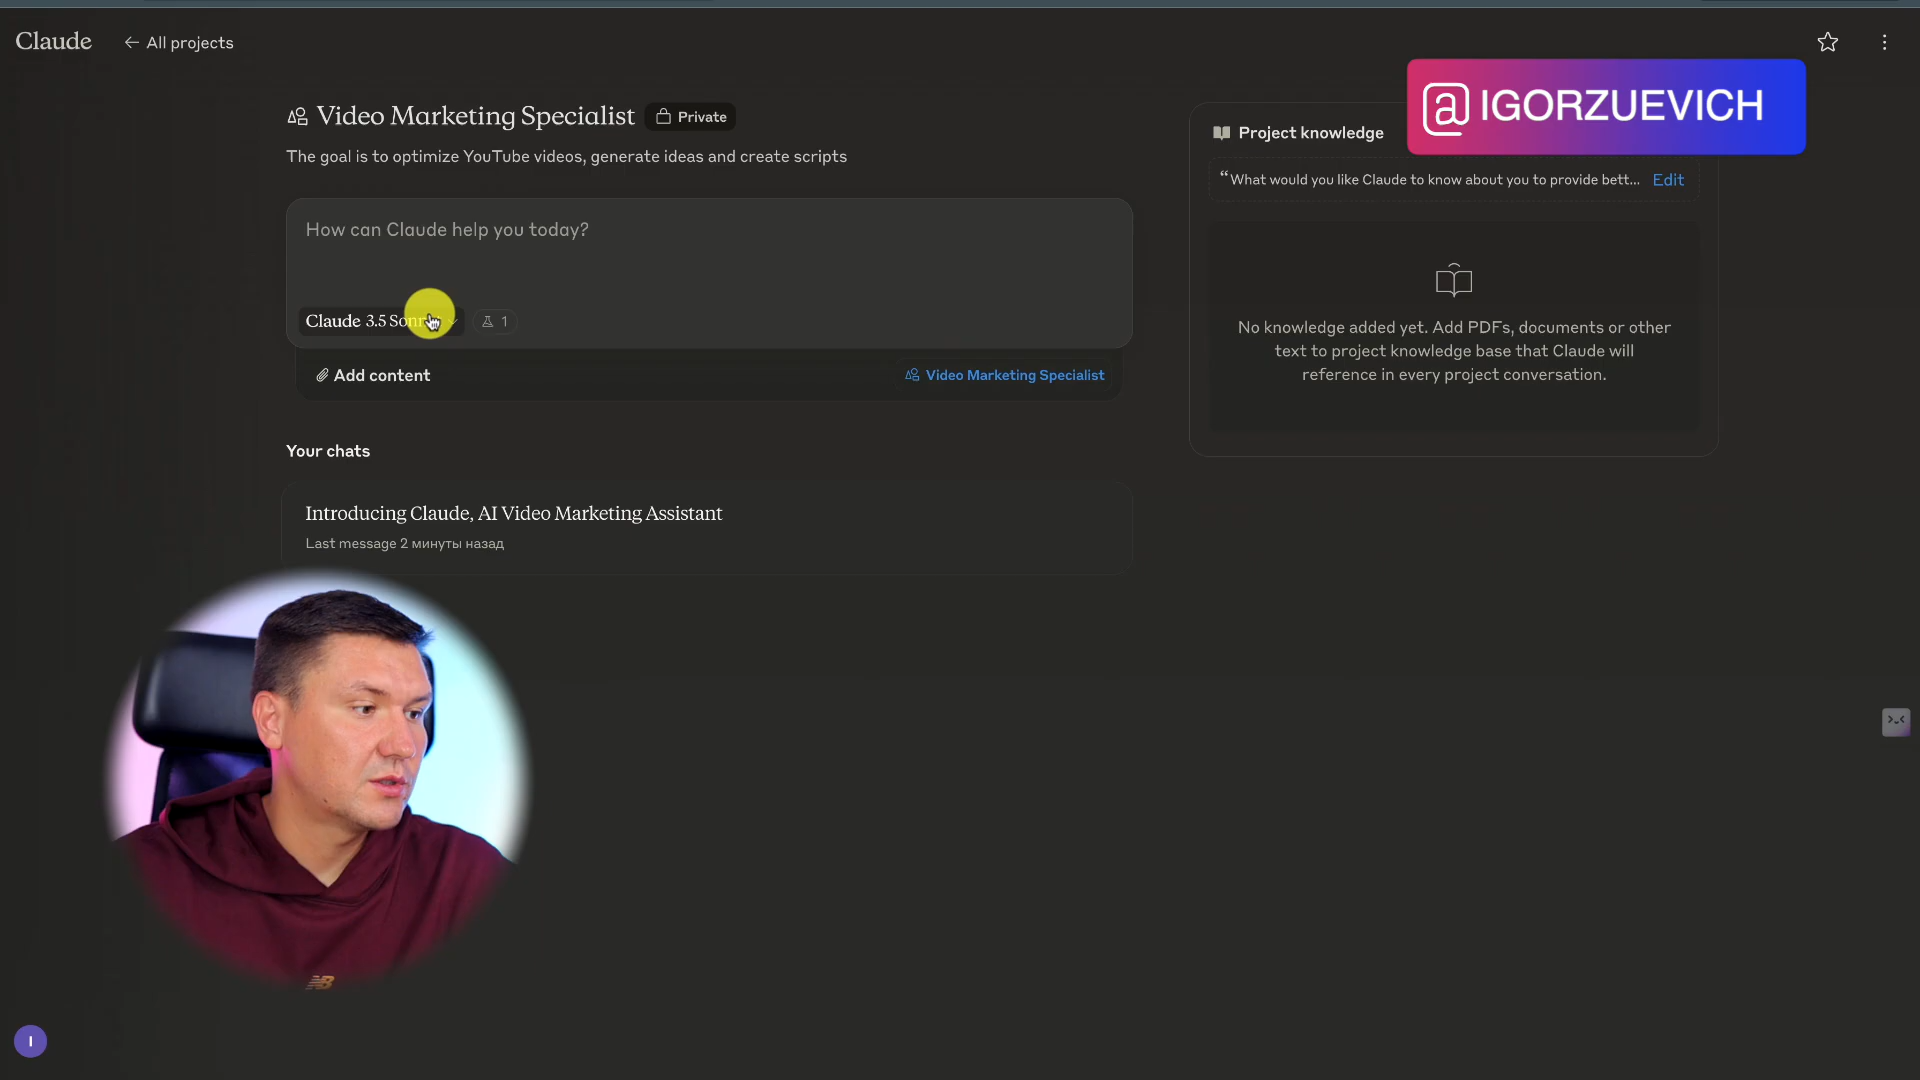 Claude
← All projects
@IGORZUEVICH
Video Marketing Specialist
Private
The goal is to optimize YouTube videos, generate ideas and create scripts
Project knowledge
“What would you like Claude to know about you to provide bett...
Edit
How can Claude help you today?
Claude 3.5
1
Add content
Video Marketing Specialist
No knowledge added yet. Add PDFs, documents or other
text to project knowledge base that Claude will
reference in every project conversation.
Your chats
Introducing Claude, AI Video Marketing Assistant
Last message 2 минуты назад
NB
I